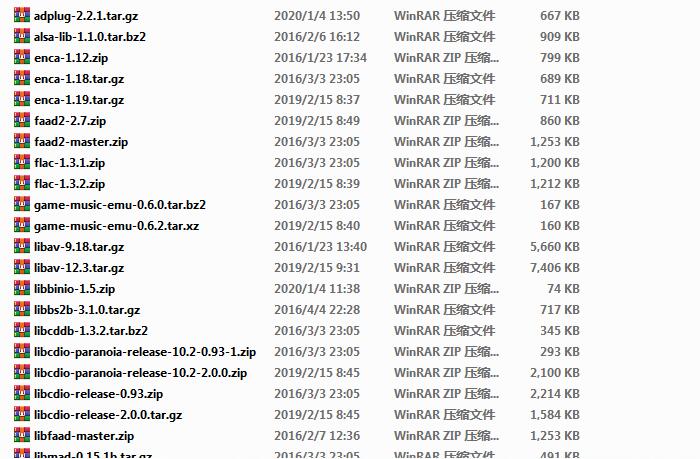 adplug-2.2.1.tar.gz 2020/1/4 13:50 WinRAR 压缩文件 667 KB
alsa-lib-1.1.0.tar.bz2 2016/2/6 16:12 WinRAR 压缩文件 909 KB
enca-1.12.zip 2016/1/23 17:34 WinRAR ZIP 压缩... 799 KB
enca-1.18.tar.gz 2016/3/3 23:05 WinRAR 压缩文件 689 KB
enca-1.19.tar.gz 2019/2/15 8:37 WinRAR 压缩文件 711 KB
faad2-2.7.zip 2019/2/15 8:49 WinRAR ZIP 压缩... 860 KB
faad2-master.zip 2016/3/3 23:05 WinRAR ZIP 压缩... 1,253 KB
flac-1.3.1.zip 2016/3/3 23:05 WinRAR ZIP 压缩... 1,200 KB
flac-1.3.2.zip 2019/2/15 8:39 WinRAR ZIP 压缩... 1,212 KB
game-music-emu-0.6.0.tar.bz2 2016/3/3 23:05 WinRAR 压缩文件 167 KB
game-music-emu-0.6.2.tar.xz 2019/2/15 8:40 WinRAR 压缩文件 160 KB
libav-9.18.tar.gz 2016/1/23 13:40 WinRAR 压缩文件 5,660 KB
libav-12.3.tar.gz 2019/2/15 9:31 WinRAR 压缩文件 7,406 KB
libbinio-1.5.zip 2020/1/4 11:38 WinRAR ZIP 压缩... 74 KB
libbs2b-3.1.0.tar.gz 2016/4/4 22:28 WinRAR 压缩文件 717 KB
libcddb-1.3.2.tar.bz2 2016/3/3 23:05 WinRAR 压缩文件 345 KB
libcdio-paranoia-release-10.2-0.93-1.zip 2016/3/3 23:05 WinRAR ZIP 压缩... 293 KB
libcdio-paranoia-release-10.2-2.0.0.zip 2019/2/15 8:45 WinRAR ZIP 压缩... 2,100 KB
libcdio-release-0.93.zip 2016/3/3 23:05 WinRAR ZIP 压缩... 2,214 KB
libcdio-release-2.0.0.tar.gz 2019/2/15 8:45 WinRAR 压缩文件 1,584 KB
libfaad-master.zip 2016/2/7 12:36 WinRAR ZIP 压缩... 1,253 KB
libmad-0.15.1b.tar.gz 2016/3/3 23:05 WinRAR 压缩文件 491 KB